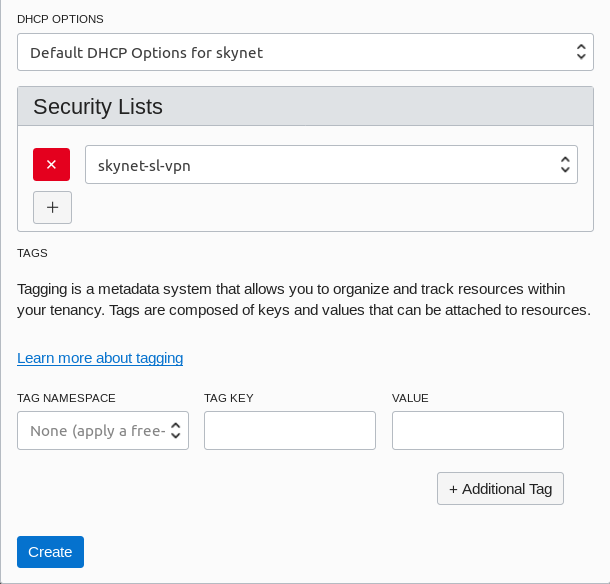 DHCP OPTIONS
Default DHCP Options for skynet
Security Lists
skynet-sl-vpn
TAGS
Tagging is a metadata system that allows you to organize and track resources within
your tenancy. Tags are composed of keys and values that can be attached to resources.
Learn more about tagging
TAG NAMESPACE TAG KEY VALUE
None (apply a free-
+ Additional Tag
Create